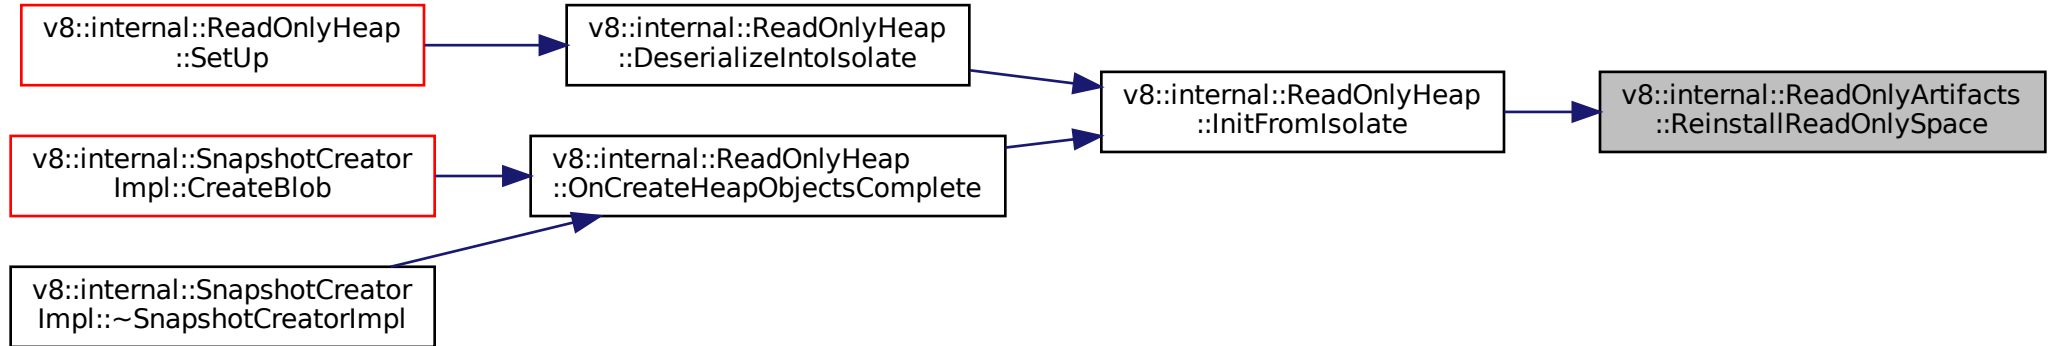 v8::internal::ReadOnlyHeap
::SetUp
v8::internal::ReadOnlyHeap
::DeserializeIntoIsolate
v8::internal::ReadOnlyHeap
::InitFromIsolate
v8::internal::ReadOnlyArtifacts
::ReinstallReadOnlySpace
v8::internal::SnapshotCreator
Impl::CreateBlob
v8::internal::ReadOnlyHeap
::OnCreateHeapObjectsComplete
v8::internal::SnapshotCreator
Impl::~SnapshotCreatorImpl